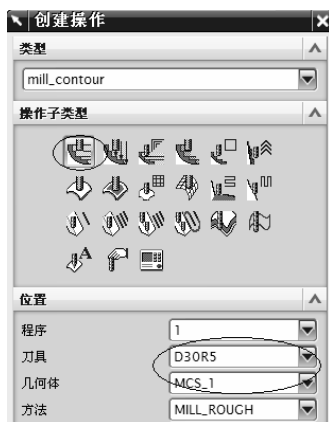 创建操作
类型
mill_contour
操作子类型
位置
程序 1
刀具 D30R5
几何体 MCS_1
方法 MILL_ROUGH